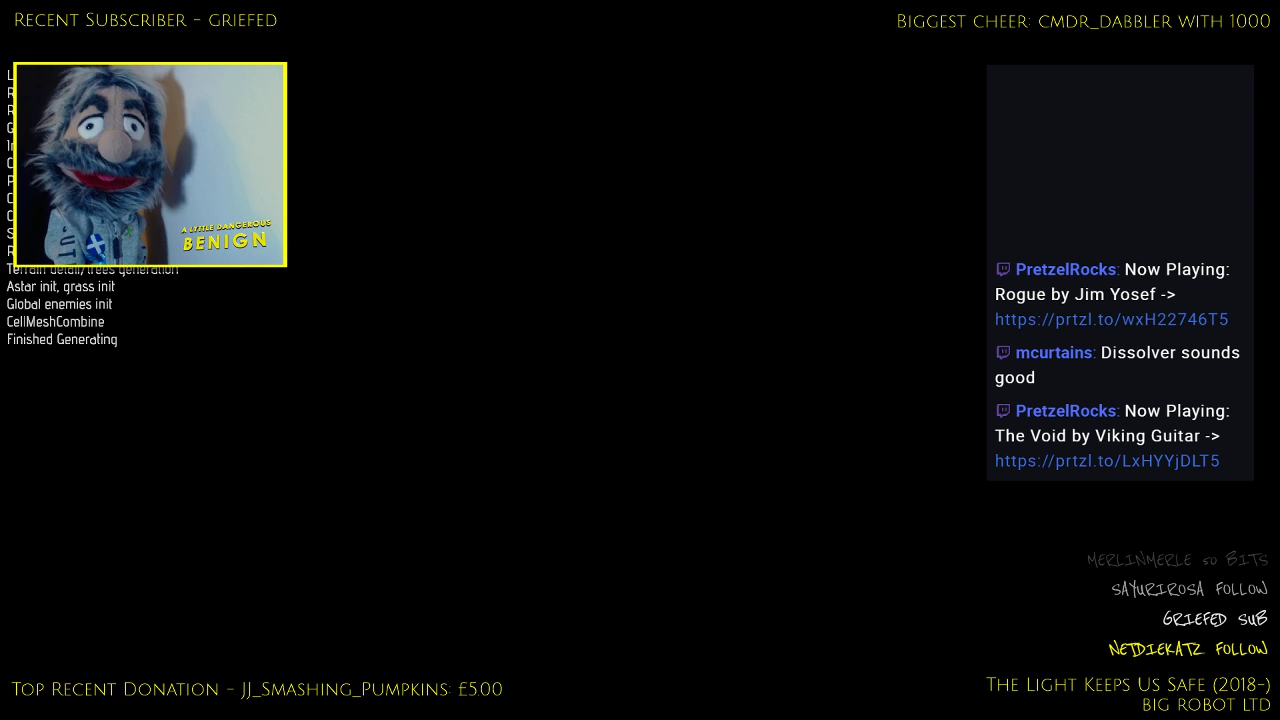 Recent Subscriber - griefed
Biggest cheer: cmdr_dabbler with 1000
A LYTTLE DANGEROUS
BENIGN
Terrain detail/trees generation
Astar init, grass init
Global enemies init
CellMeshCombine
Finished Generating
PretzelRocks: Now Playing:
Rogue by Jim Yosef ->
https://prtzl.to/wxH22746T5
mcurtains: Dissolver sounds
good
PretzelRocks: Now Playing:
The Void by Viking Guitar ->
https://prtzl.to/LxHYYjDLT5
MERLINMERLE 50 BITS
SAYURIROSA FOLLOW
GRIEFED SUB
NETDIEKATZ FOLLOW
Top Recent Donation - JJ_Smashing_Pumpkins: £5.00
The Light Keeps Us Safe (2018-)
BIG ROBOT LTD